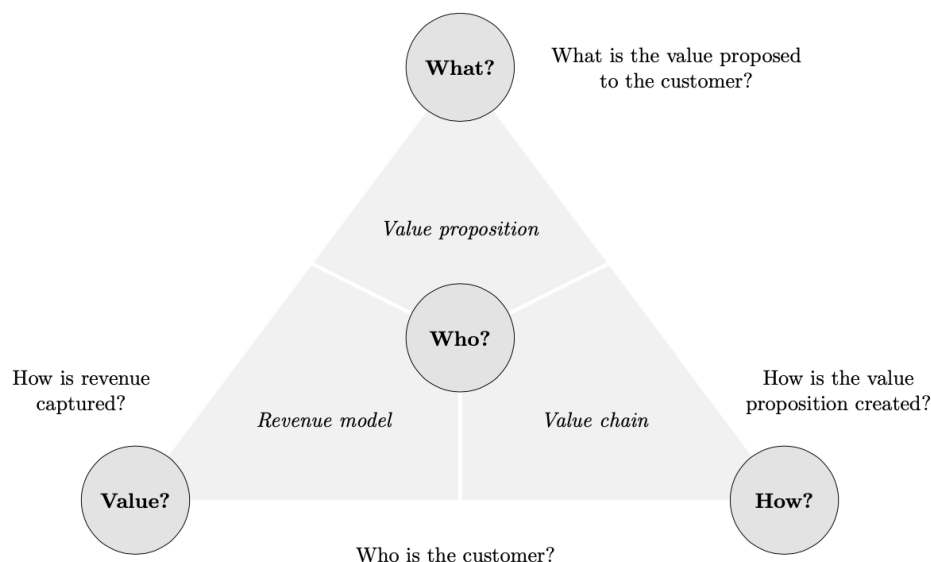 What?
What is the value proposed
to the customer?
Value proposition
Who?
How is revenue
captured?
How is the value
proposition created?
Revenue model
Value chain
Value?
How?
Who is the customer?